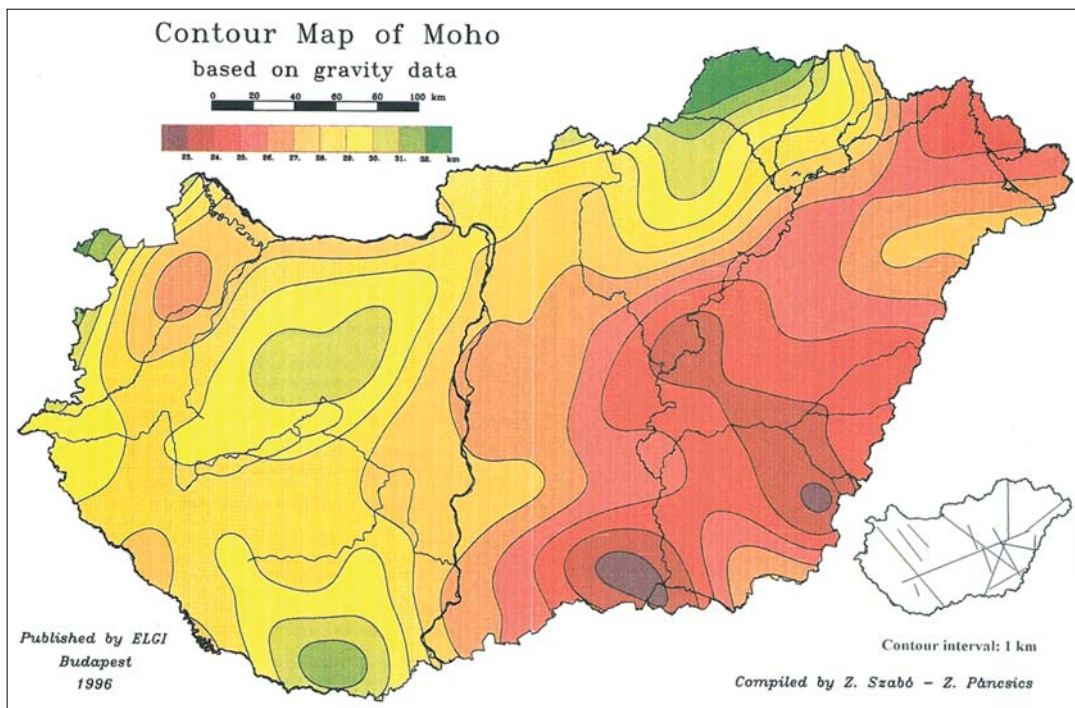 Contour Map of Moho
based on gravity data
0 20 40 60 80 100 km
23. 24. 25. 26. 27. 28. 29. 30. 31. 32. km
Published by ELGI
Budapest
1996
Contour interval: 1 km
Compiled by Z. Szabó – Z. Páncsics